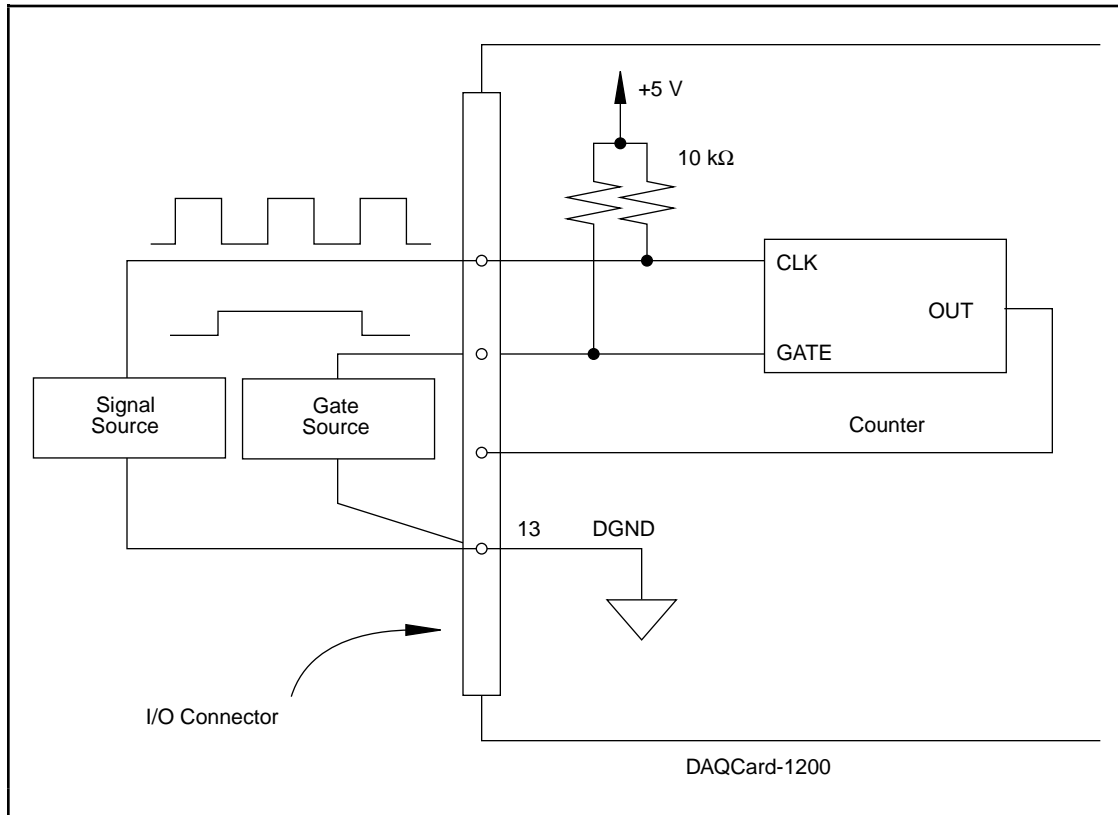 +5 V
10 kΩ
CLK
OUT
GATE
Signal
Source
Gate
Source
Counter
13 DGND
I/O Connector
DAQCard-1200